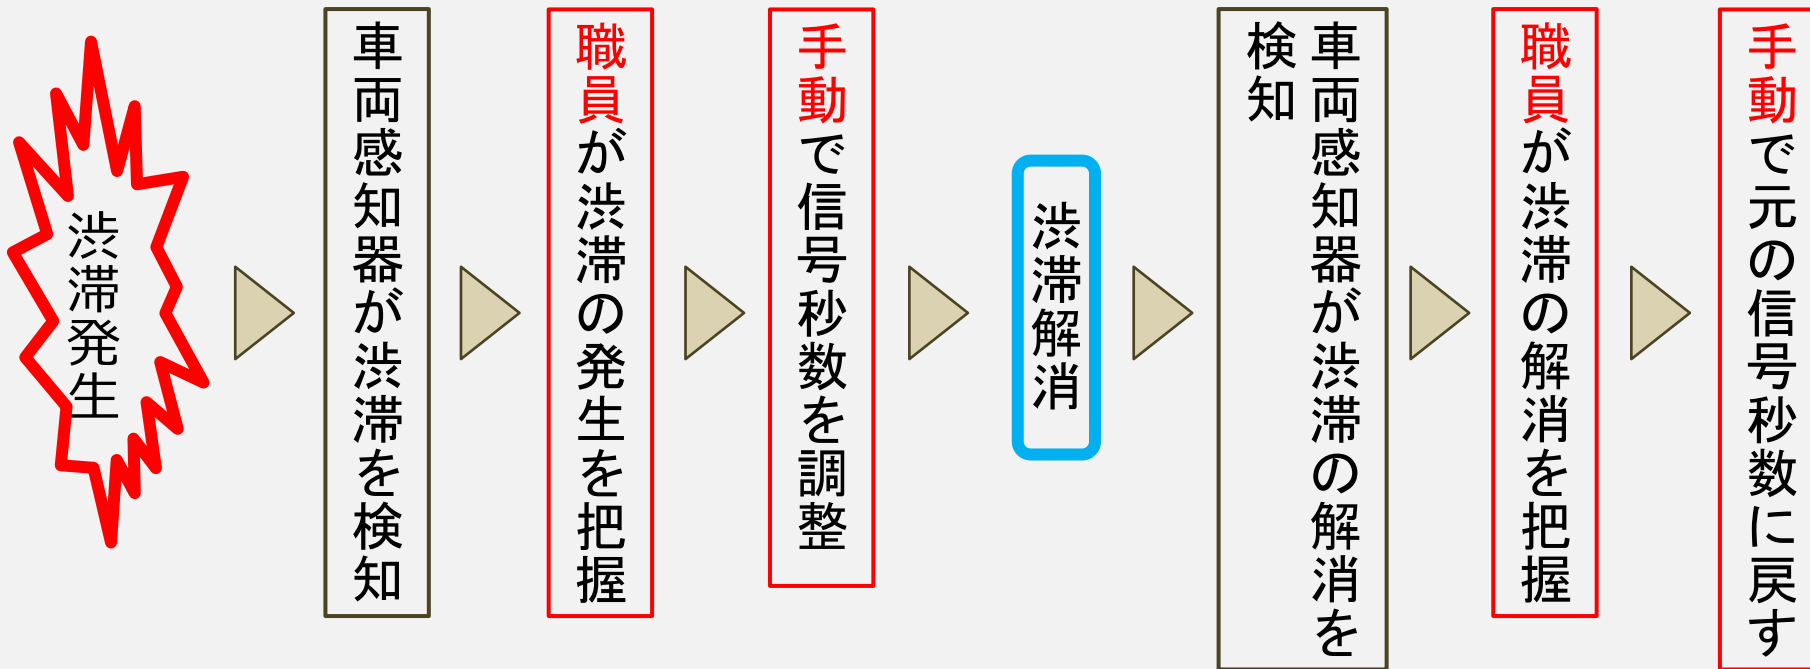 渋滞発生
車両感知器が渋滞を検知
職員が渋滞の発生を把握
手動で信号秒数を調整
渋滞解消
車両感知器が渋滞の解消を
検知
職員が渋滞の解消を把握
手動で元の信号秒数に戻す